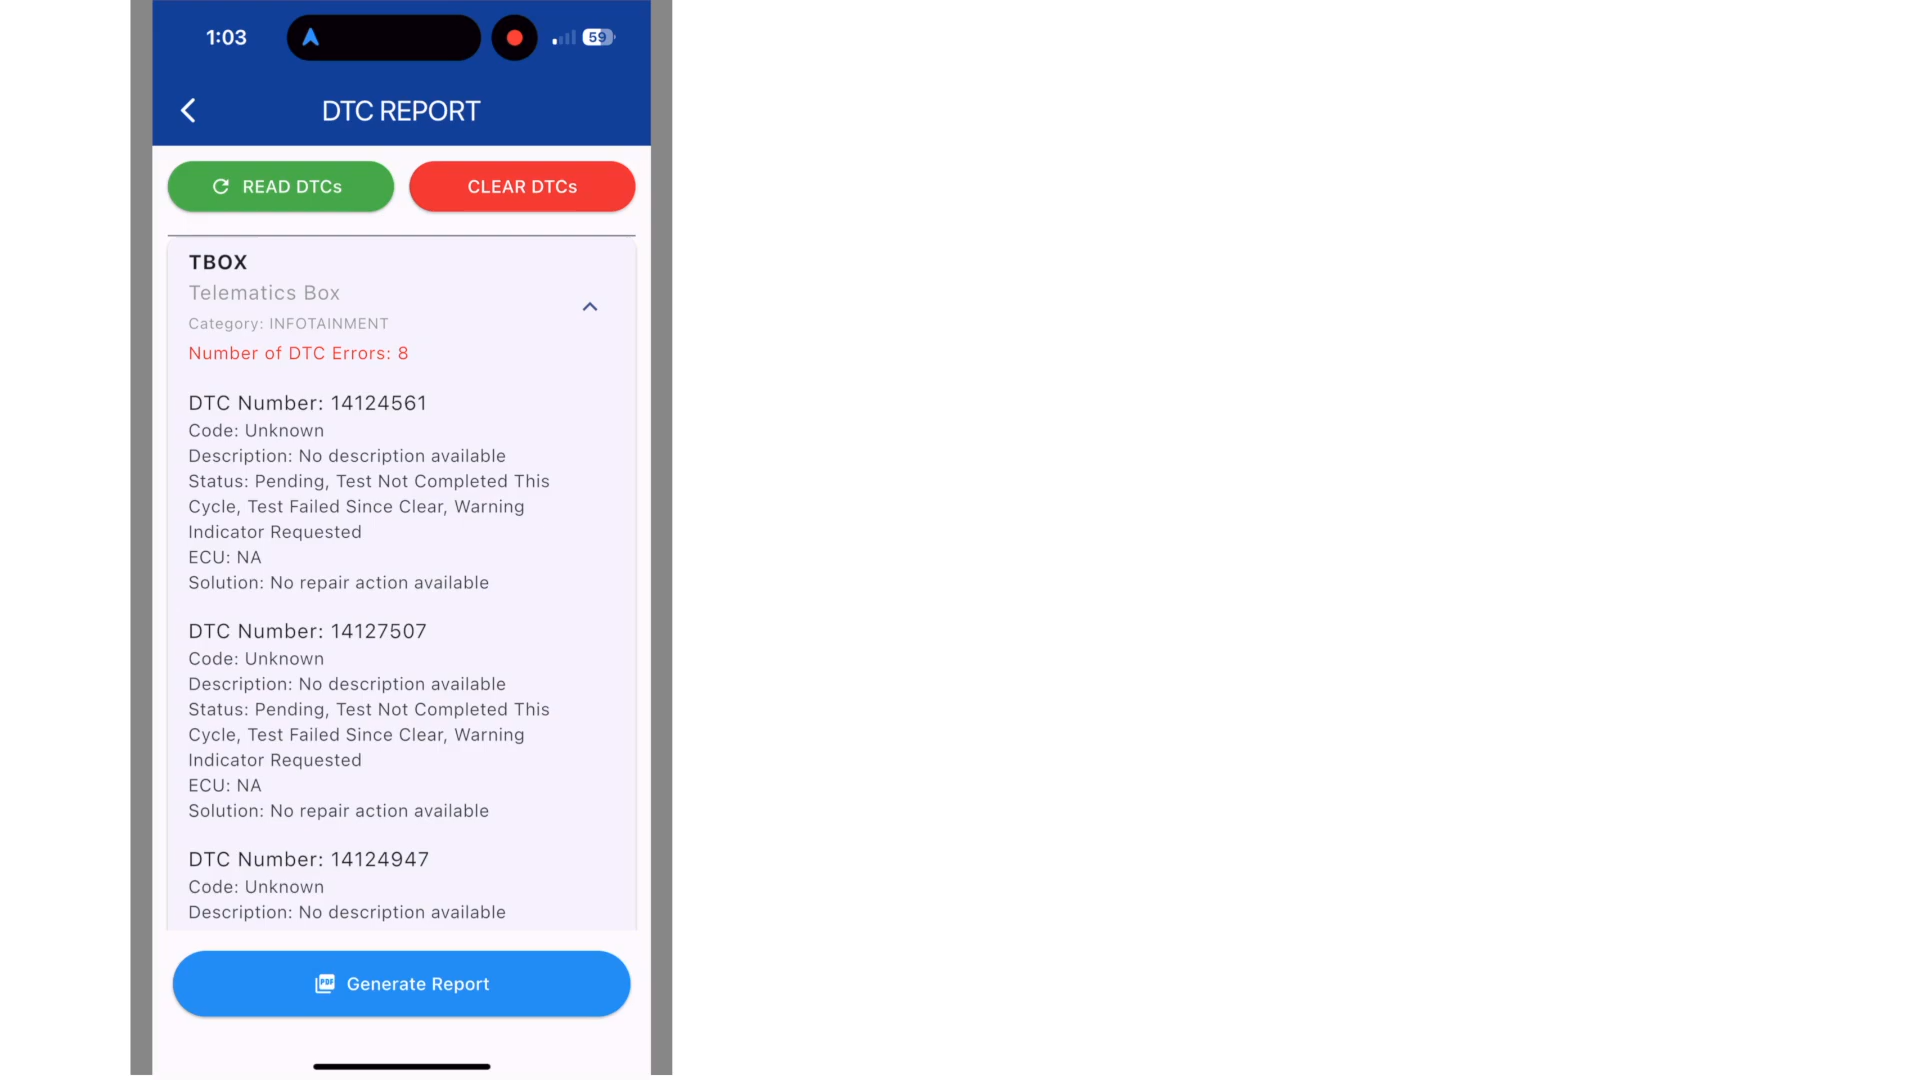 1:03
59
DTC REPORT
READ DTCs
CLEAR DTCs
TBOX
Telematics Box
Category: INFOTAINMENT
Number of DTC Errors: 8
DTC Number: 14124561
Code: Unknown
Description: No description available
Status: Pending, Test Not Completed This
Cycle, Test Failed Since Clear, Warning
Indicator Requested
ECU: NA
Solution: No repair action available
DTC Number: 14127507
Code: Unknown
Description: No description available
Status: Pending, Test Not Completed This
Cycle, Test Failed Since Clear, Warning
Indicator Requested
ECU: NA
Solution: No repair action available
DTC Number: 14124947
Code: Unknown
Description: No description available
PDF
Generate Report